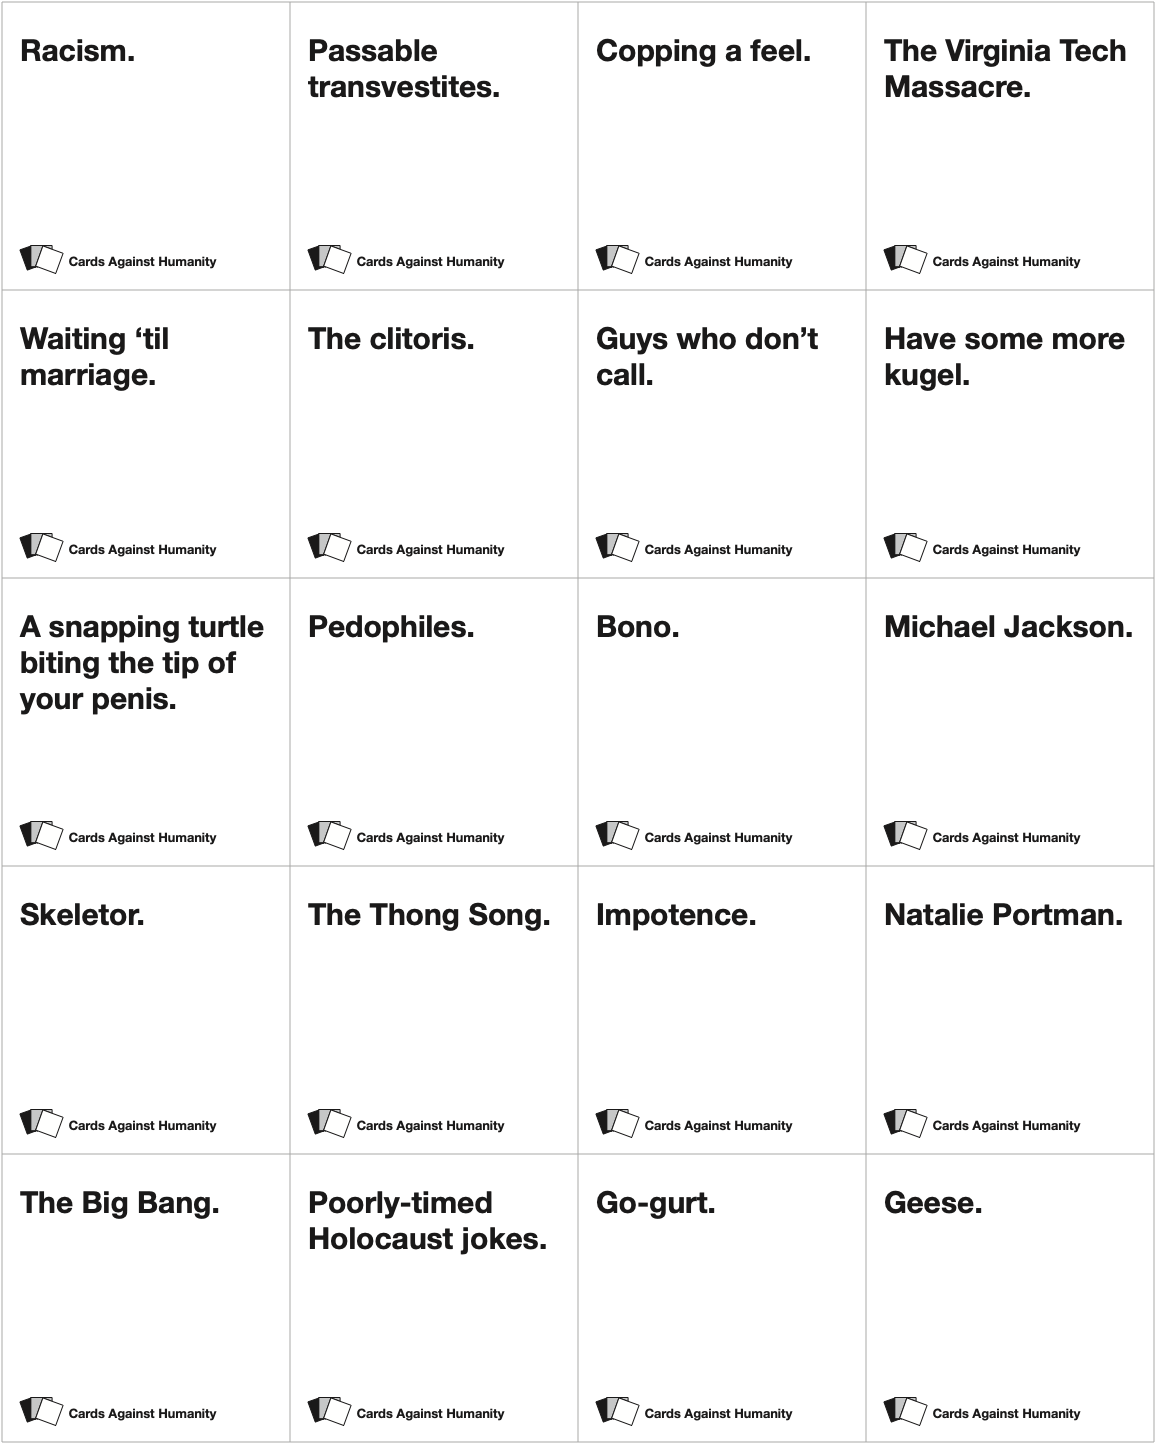 Racism.
Cards Against Humanity
Passable
transvestites.
Cards Against Humanity
Copping a feel.
Cards Against Humanity
The Virginia Tech
Massacre.
Cards Against Humanity
Waiting ‘til
marriage.
Cards Against Humanity
The clitoris.
Cards Against Humanity
Guys who don’t
call.
Cards Against Humanity
Have some more
kugel.
Cards Against Humanity
A snapping turtle
biting the tip of
your penis.
Cards Against Humanity
Pedophiles.
Cards Against Humanity
Bono.
Cards Against Humanity
Michael Jackson.
Cards Against Humanity
Skeletor.
Cards Against Humanity
The Thong Song.
Cards Against Humanity
Impotence.
Cards Against Humanity
Natalie Portman.
Cards Against Humanity
The Big Bang.
Cards Against Humanity
Poorly-timed
Holocaust jokes.
Cards Against Humanity
Go-gurt.
Cards Against Humanity
Geese.
Cards Against Humanity